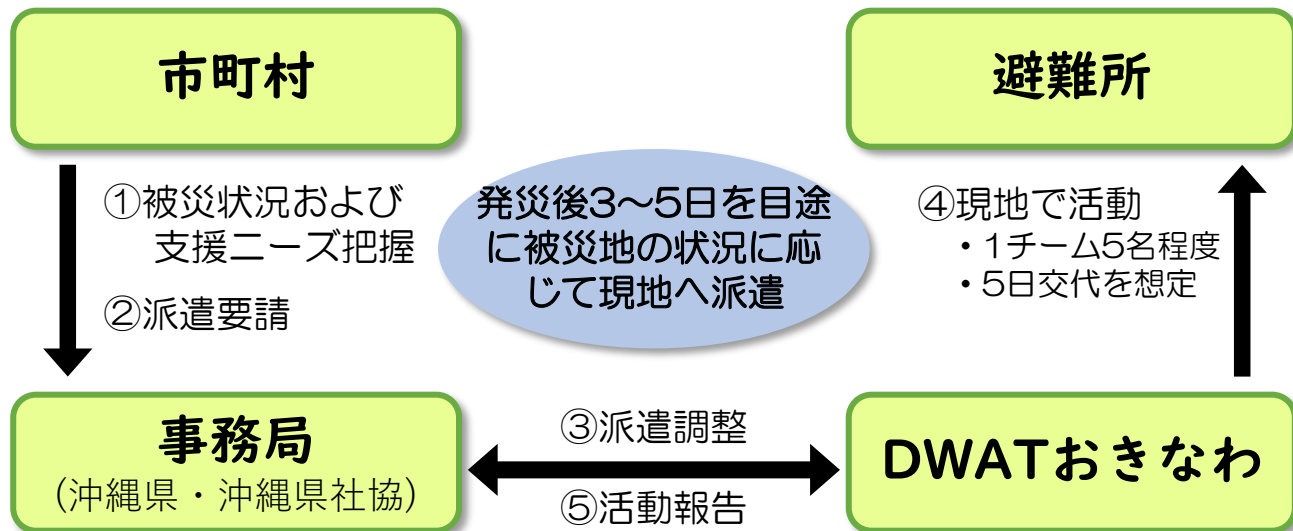 市町村
避難所
①被災状況および
支援ニーズ把握
②派遣要請
発災後3～5日を目途
に被災地の状況に応
じて現地へ派遣
④現地で活動
・1チーム5名程度
・5日交代を想定
事務局
(沖縄県・沖縄県社協)
③派遣調整
⑤活動報告
DWATおきなわ